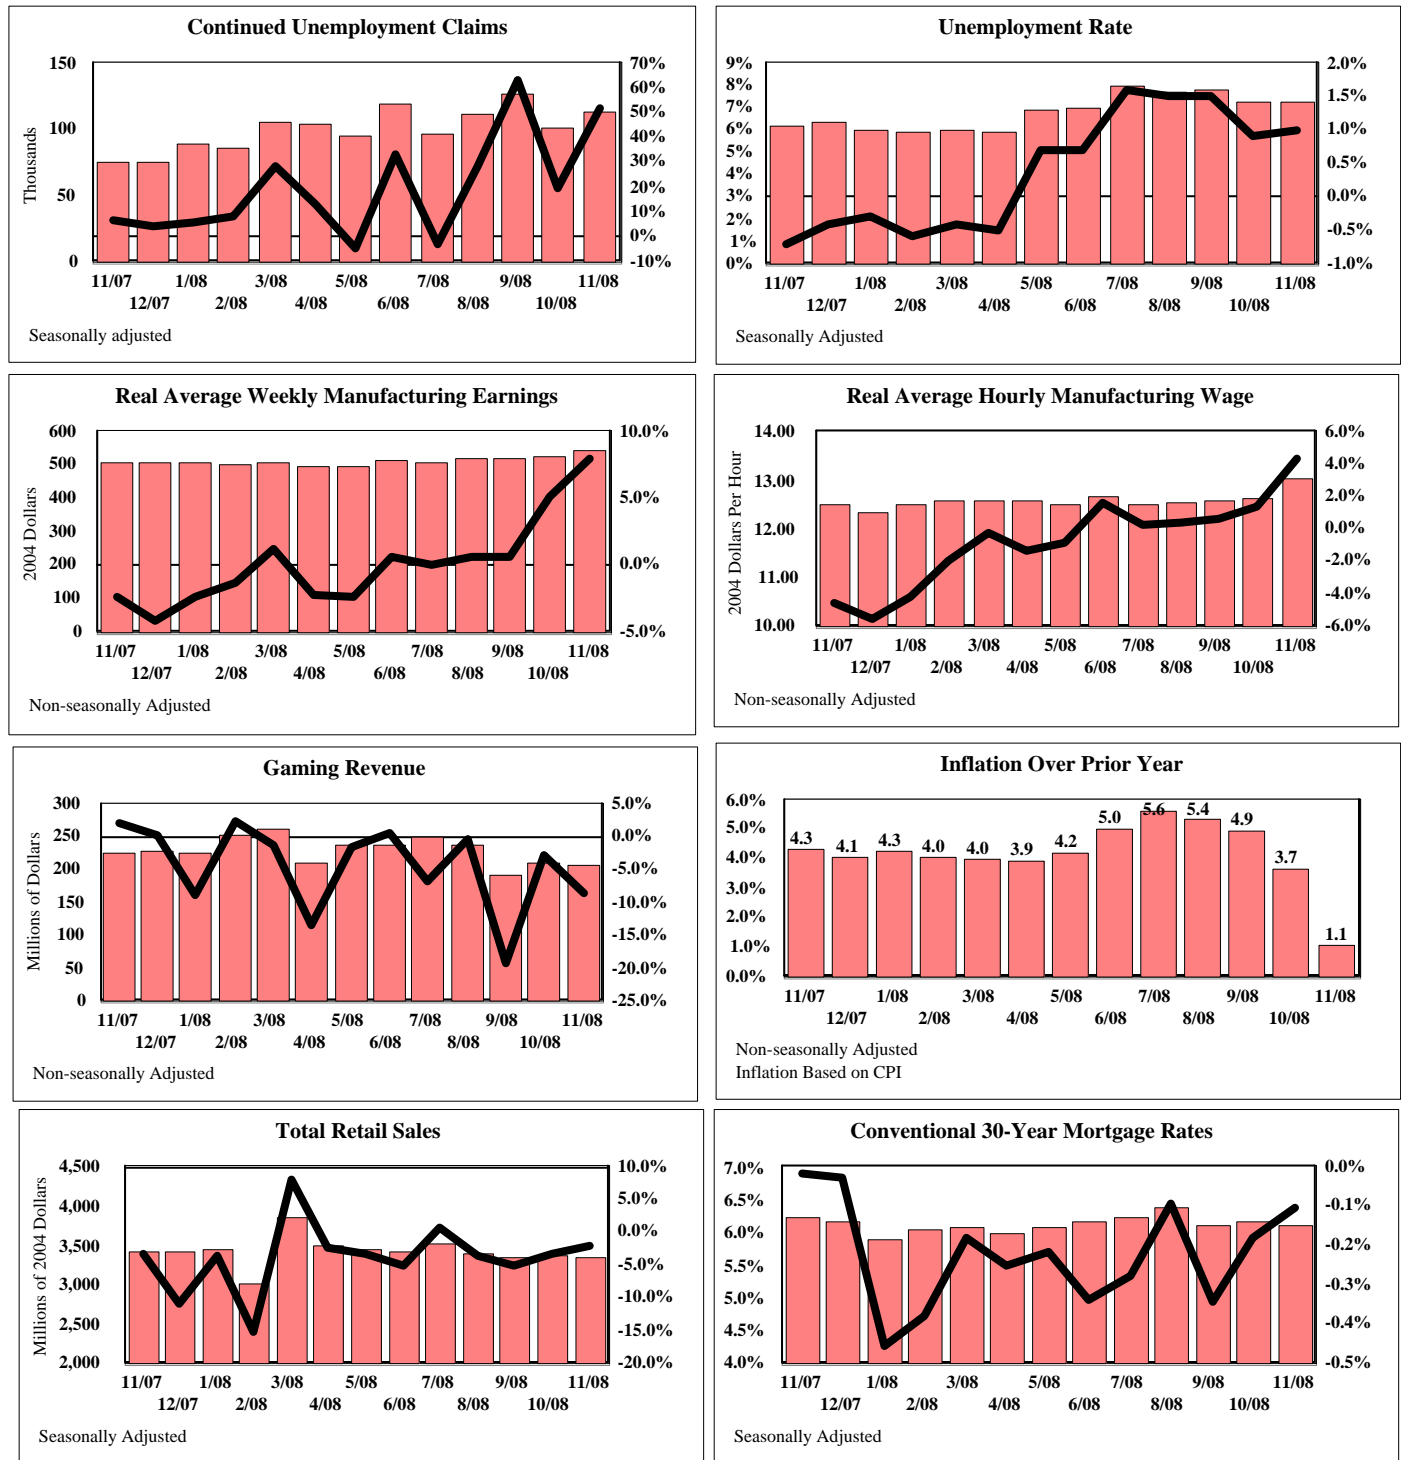 Continued Unemployment Claims
150
100
50
0
Thousands
70%
60%
50%
40%
30%
20%
10%
0%
-10%
11/07 1/08 3/08 5/08 7/08 9/08 11/08
12/07 2/08 4/08 6/08 8/08 10/08
Seasonally adjusted
Unemployment Rate
9%
8%
7%
6%
5%
4%
3%
2%
1%
0%
2.0%
1.5%
1.0%
0.5%
0.0%
-0.5%
-1.0%
11/07 1/08 3/08 5/08 7/08 9/08 11/08
12/07 2/08 4/08 6/08 8/08 10/08
Seasonally Adjusted
Real Average Weekly Manufacturing Earnings
600
500
400
300
200
100
0
2004 Dollars
10.0%
5.0%
0.0%
-5.0%
11/07 1/08 3/08 5/08 7/08 9/08 11/08
12/07 2/08 4/08 6/08 8/08 10/08
Non-seasonally Adjusted
Real Average Hourly Manufacturing Wage
14.00
13.00
12.00
11.00
10.00
2004 Dollars Per Hour
6.0%
4.0%
2.0%
0.0%
-2.0%
-4.0%
-6.0%
11/07 1/08 3/08 5/08 7/08 9/08 11/08
12/07 2/08 4/08 6/08 8/08 10/08
Non-seasonally Adjusted
Gaming Revenue
300
250
200
150
100
50
0
Millions of Dollars
5.0%
0.0%
-5.0%
-10.0%
-15.0%
-20.0%
-25.0%
11/07 1/08 3/08 5/08 7/08 9/08 11/08
12/07 2/08 4/08 6/08 8/08 10/08
Non-seasonally Adjusted
Inflation Over Prior Year
6.0%
5.0%
4.0%
3.0%
2.0%
1.0%
0.0%
4.3 4.1 4.3 4.0 4.0 3.9 4.2 5.0 5.6 5.4 4.9 3.7 1.1
11/07 1/08 3/08 5/08 7/08 9/08 11/08
12/07 2/08 4/08 6/08 8/08 10/08
Non-seasonally Adjusted
Inflation Based on CPI
Total Retail Sales
4,500
4,000
3,500
3,000
2,500
2,000
Millions of 2004 Dollars
10.0%
5.0%
0.0%
-5.0%
-10.0%
-15.0%
-20.0%
11/07 1/08 3/08 5/08 7/08 9/08 11/08
12/07 2/08 4/08 6/08 8/08 10/08
Seasonally Adjusted
Conventional 30-Year Mortgage Rates
7.0%
6.5%
6.0%
5.5%
5.0%
4.5%
4.0%
0.0%
-0.1%
-0.2%
-0.3%
-0.4%
-0.5%
11/07 1/08 3/08 5/08 7/08 9/08 11/08
12/07 2/08 4/08 6/08 8/08 10/08
Seasonally Adjusted